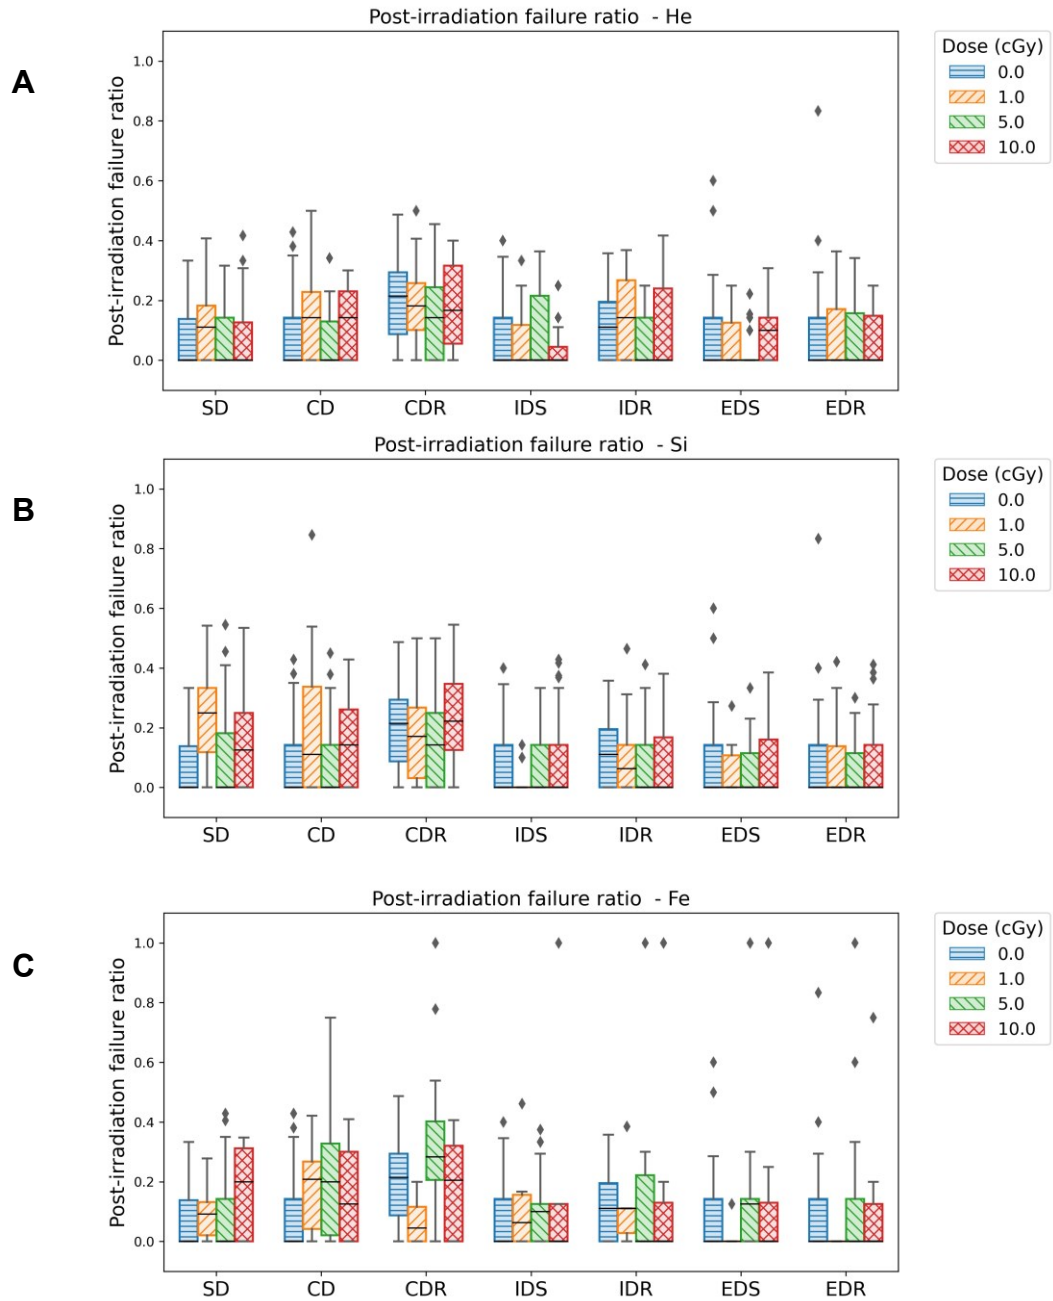 Post-irradiation failure ratio - He
A
Post-irradiation failure ratio
1.0
0.8
0.6
0.4
0.2
0.0
SD CD CDR IDS IDR EDS EDR
Dose (cGy)
0.0
1.0
5.0
10.0
Post-irradiation failure ratio - Si
B
Post-irradiation failure ratio
1.0
0.8
0.6
0.4
0.2
0.0
SD CD CDR IDS IDR EDS EDR
Dose (cGy)
0.0
1.0
5.0
10.0
Post-irradiation failure ratio - Fe
C
Post-irradiation failure ratio
1.0
0.8
0.6
0.4
0.2
0.0
SD CD CDR IDS IDR EDS EDR
Dose (cGy)
0.0
1.0
5.0
10.0